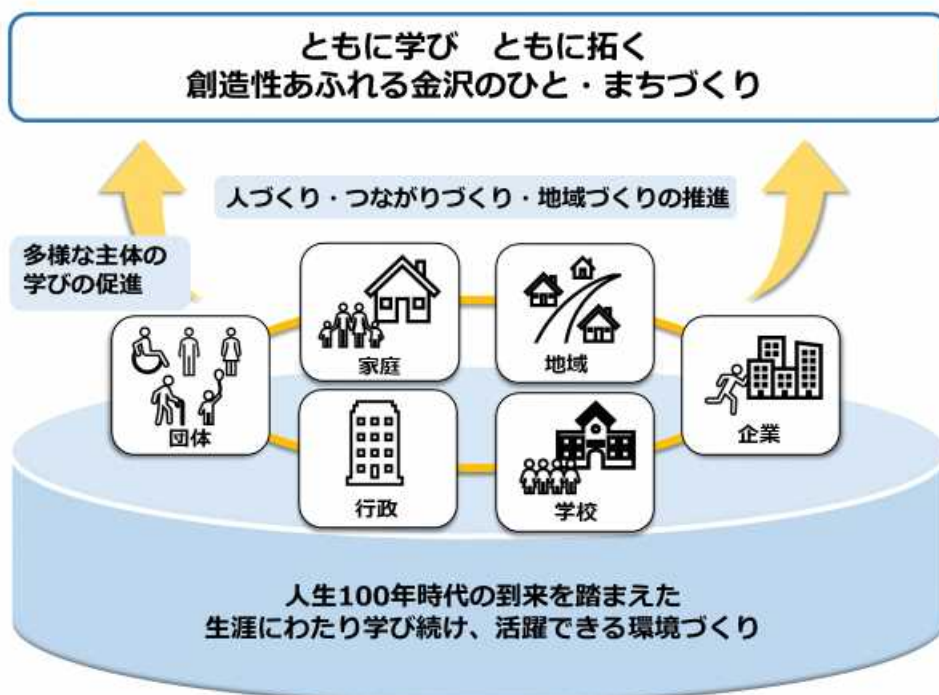 ともに学び ともに拓く
創造性あふれる金沢のひと・まちづくり
人づくり・つながりづくり・地域づくりの推進
多様な主体の
学びの促進
家庭
地域
団体
企業
行政
学校
人生100年時代の到来を踏まえた
生涯にわたり学び続け、活躍できる環境づくり